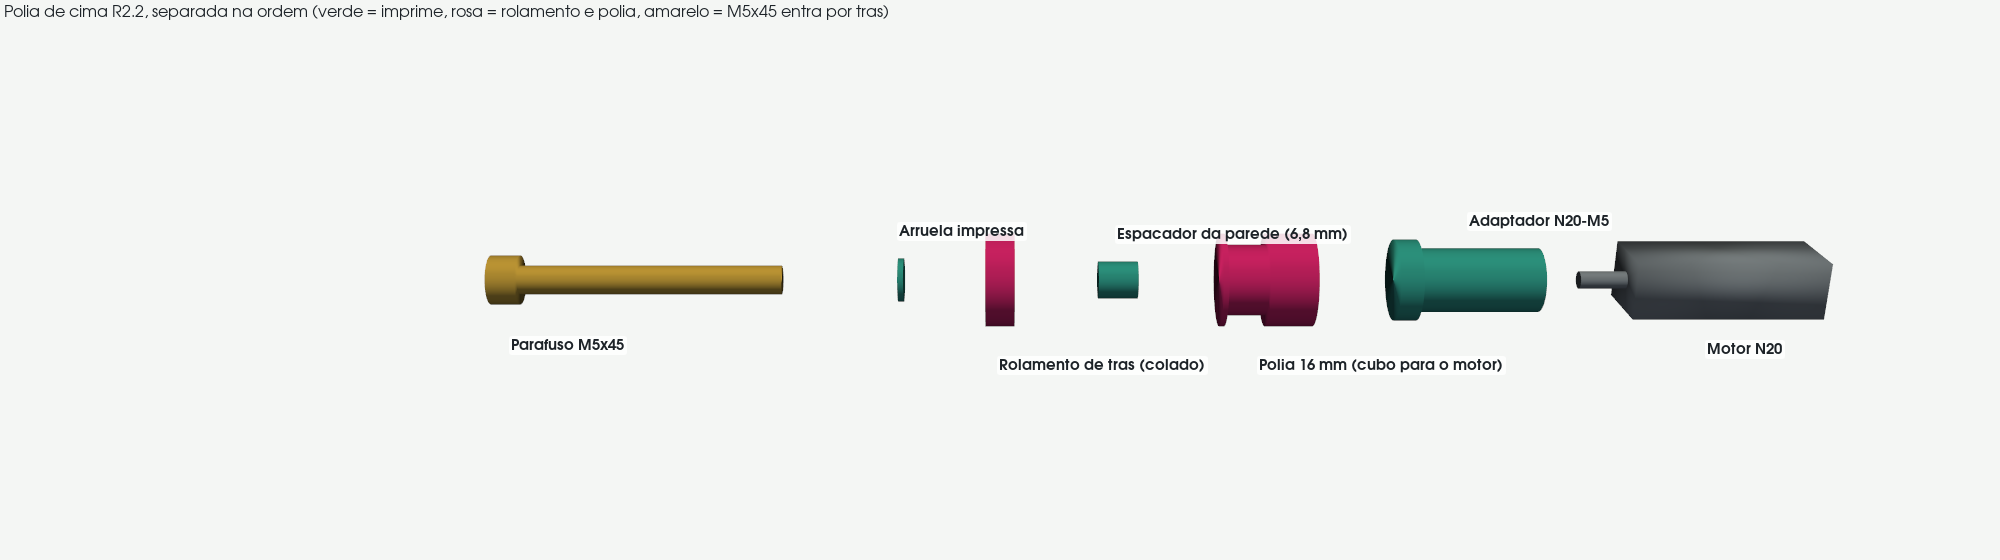 Polia de cima R2.2, separada na ordem (verde = imprime, rosa = rolamento e polia, amarelo = M5x45 entra por tras)
Adaptador N20-M5
Arruela impressa
Espacador da parede (6,8 mm)
Parafuso M5x45
Motor N20
Rolamento de tras (colado)
Polia 16 mm (cubo para o motor)